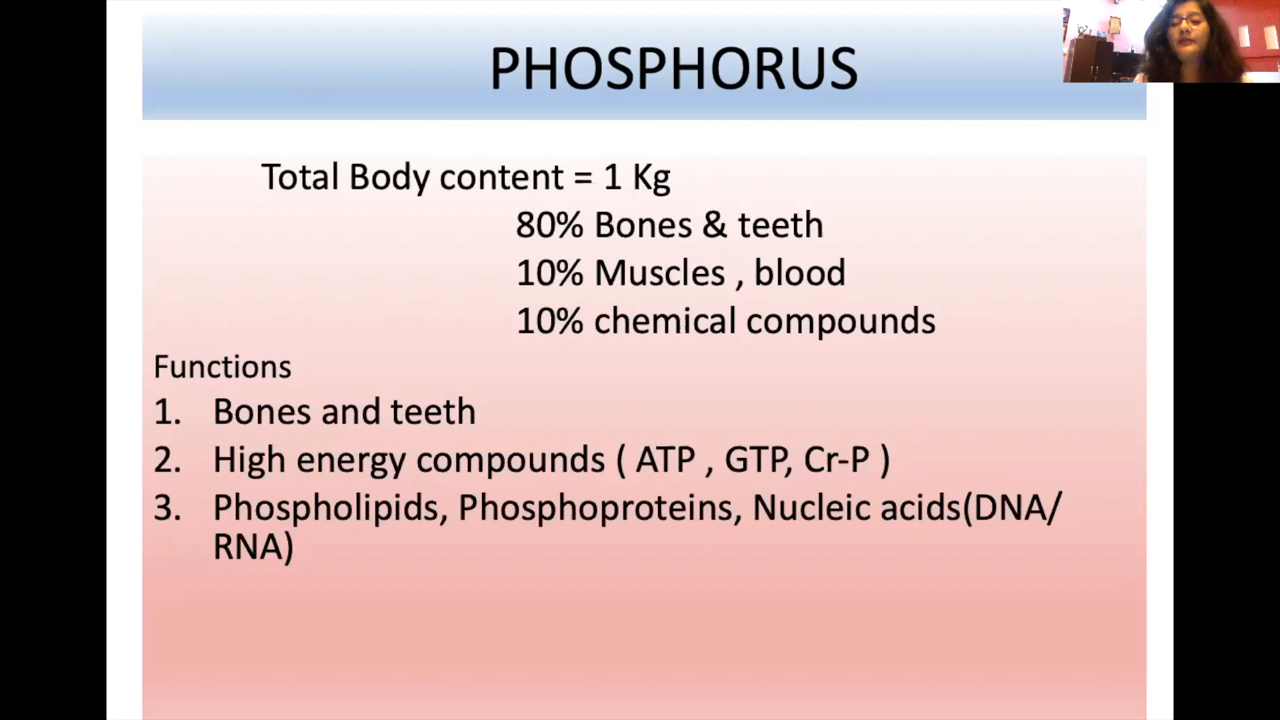 PHOSPHORUS
Total Body content = 1 Kg
80% Bones & teeth
10% Muscles , blood
10% chemical compounds
Functions
1. Bones and teeth
2. High energy compounds ( ATP , GTP, Cr-P )
3. Phospholipids, Phosphoproteins, Nucleic acids(DNA/
RNA)